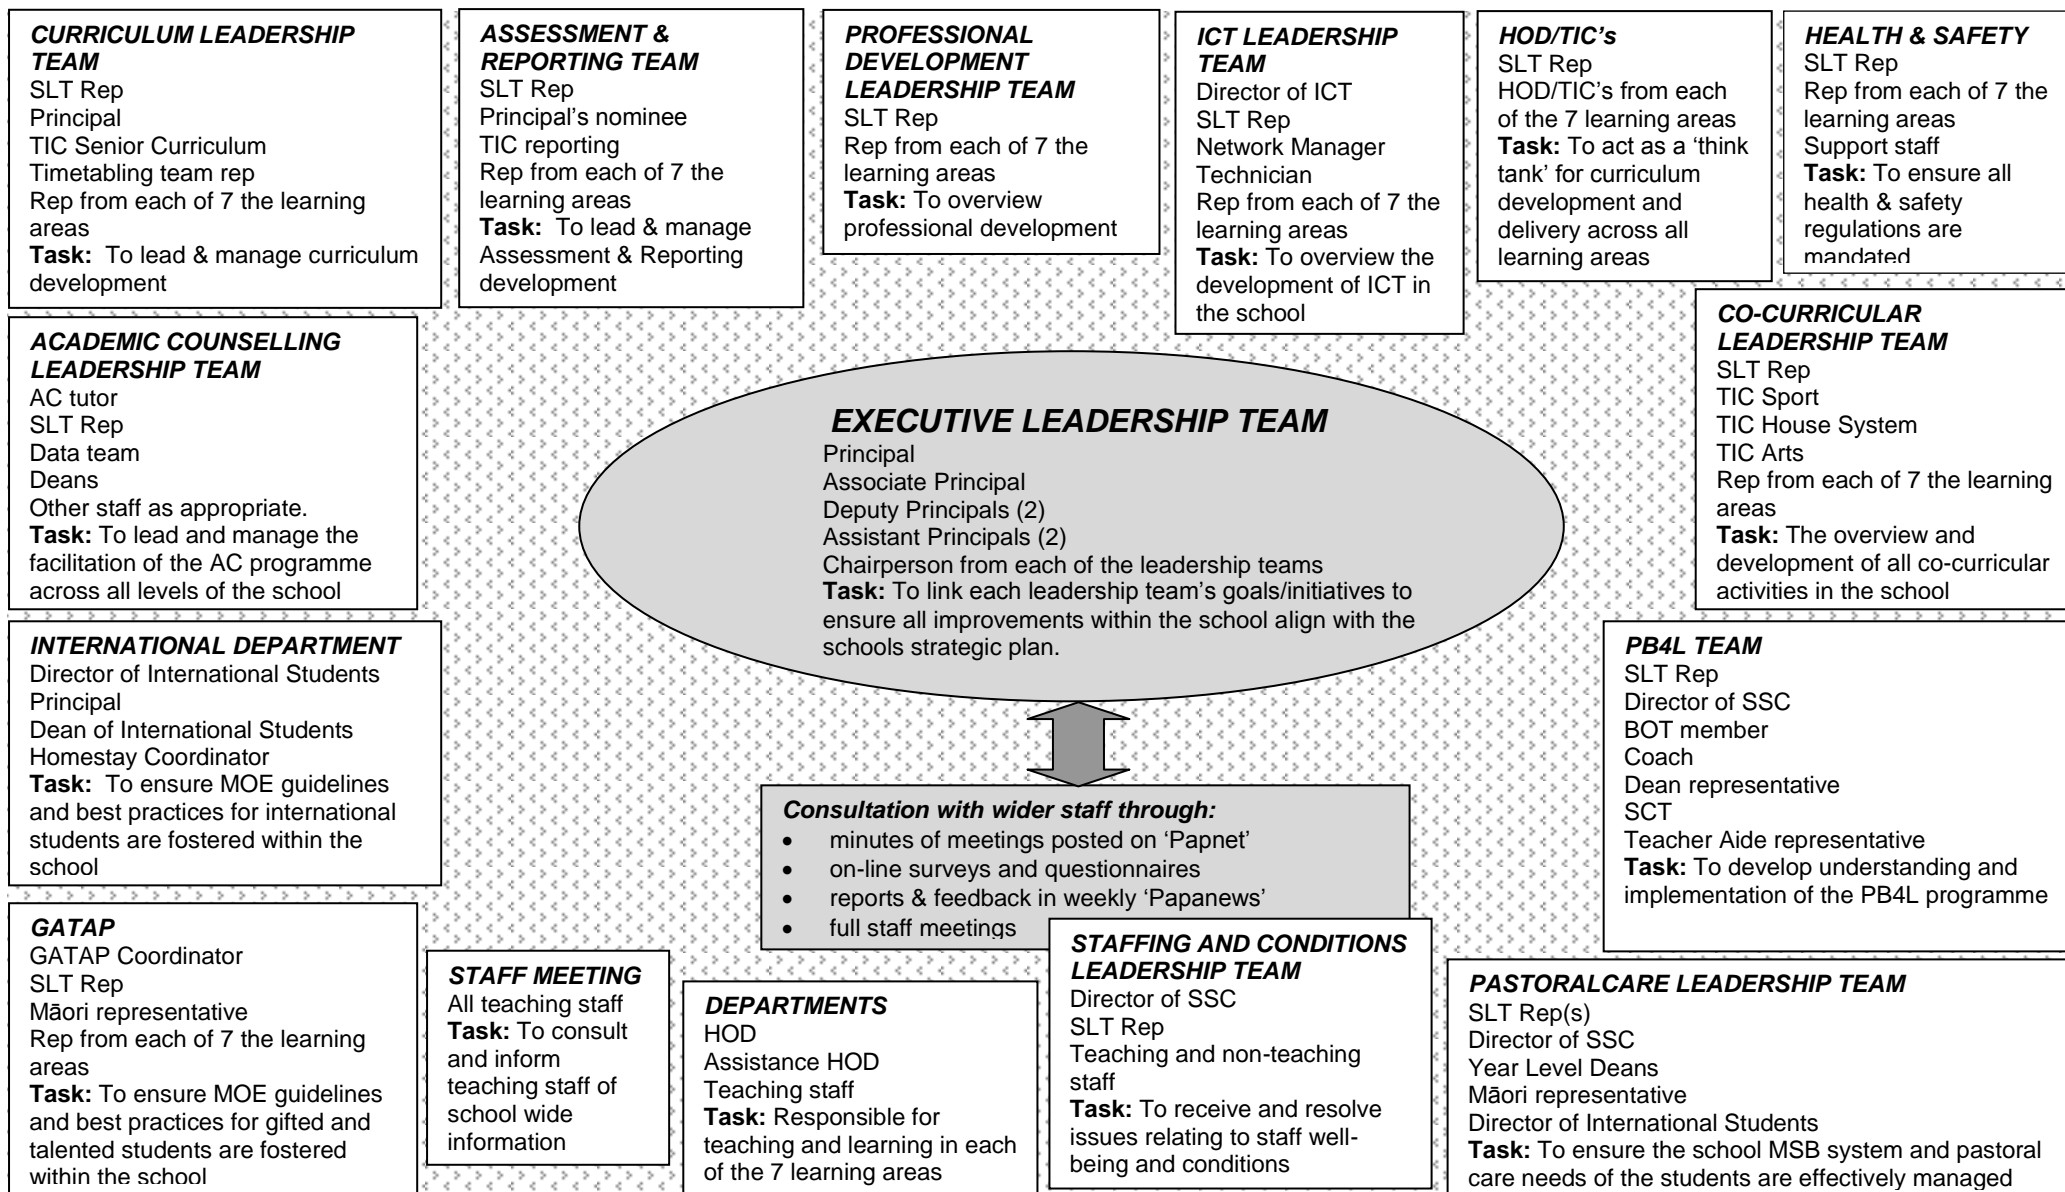 CURRICULUM LEADERSHIP
TEAM
SLT Rep
Principal
TIC Senior Curriculum
Timetabling team rep
Rep from each of 7 the learning
areas
Task: To lead & manage curriculum
development
ASSESSMENT &
REPORTING TEAM
SLT Rep
Principal's nominee
TIC reporting
Rep from each of 7 the
learning areas
Task: To lead & manage
Assessment & Reporting
development
PROFESSIONAL
DEVELOPMENT
LEADERSHIP TEAM
SLT Rep
Rep from each of 7 the
learning areas
Task: To overview
professional development
ICT LEADERSHIP
TEAM
Director of ICT
SLT Rep
Network Manager
Technician
Rep from each of 7 the
learning areas
Task: To overview the
development of ICT in
the school
HOD/TIC's
SLT Rep
HOD/TIC's from each
of the 7 learning areas
Task: To act as a ‘think
tank’ for curriculum
development and
delivery across all
learning areas
HEALTH & SAFETY
SLT Rep
Rep from each of 7 the
learning areas
Support staff
Task: To ensure all
health & safety
regulations are
mandated
ACADEMIC COUNSELLING
LEADERSHIP TEAM
AC tutor
SLT Rep
Data team
Deans
Other staff as appropriate.
Task: To lead and manage the
facilitation of the AC programme
across all levels of the school
EXECUTIVE LEADERSHIP TEAM
Principal
Associate Principal
Deputy Principals (2)
Assistant Principals (2)
Chairperson from each of the leadership teams
Task: To link each leadership team's goals/initiatives to
ensure all improvements within the school align with the
schools strategic plan.
CO-CURRICULAR
LEADERSHIP TEAM
SLT Rep
TIC Sport
TIC House System
TIC Arts
Rep from each of 7 the learning
areas
Task: The overview and
development of all co-curricular
activities in the school
INTERNATIONAL DEPARTMENT
Director of International Students
Principal
Dean of International Students
Homestay Coordinator
Task: To ensure MOE guidelines
and best practices for international
students are fostered within the
school
PB4L TEAM
SLT Rep
Director of SSC
BOT member
Coach
Dean representative
SCT
Teacher Aide representative
Task: To develop understanding and
implementation of the PB4L programme
Consultation with wider staff through:
• minutes of meetings posted on ‘Papnet’
• on-line surveys and questionnaires
• reports & feedback in weekly ‘Papanews’
• full staff meetings
GATAP
GATAP Coordinator
SLT Rep
Māori representative
Rep from each of 7 the learning
areas
Task: To ensure MOE guidelines
and best practices for gifted and
talented students are fostered
within the school
STAFF MEETING
All teaching staff
Task: To consult
and inform
teaching staff of
school wide
information
DEPARTMENTS
HOD
Assistance HOD
Teaching staff
Task: Responsible for
teaching and learning in each
of the 7 learning areas
STAFFING AND CONDITIONS
LEADERSHIP TEAM
Director of SSC
SLT Rep
Teaching and non-teaching
staff
Task: To receive and resolve
issues relating to staff well-
being and conditions
PASTORALCARE LEADERSHIP TEAM
SLT Rep(s)
Director of SSC
Year Level Deans
Māori representative
Director of International Students
Task: To ensure the school MSB system and pastoral
care needs of the students are effectively managed